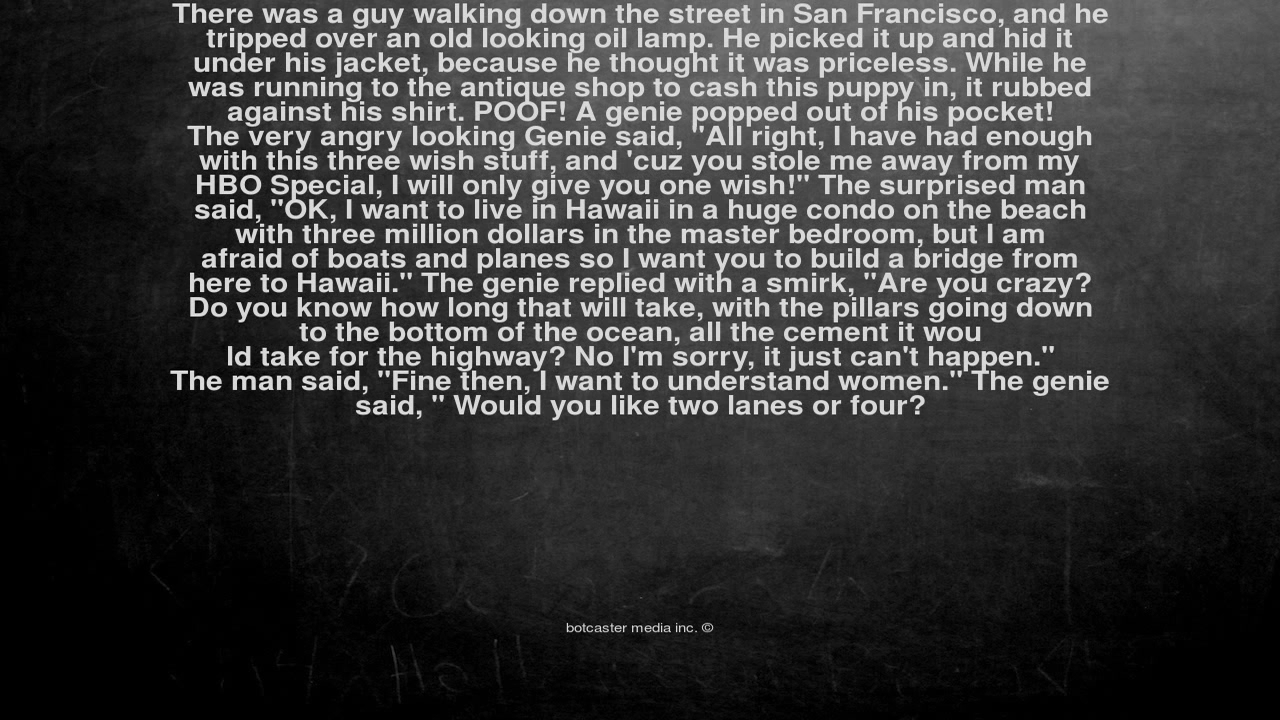 There was a guy walking down the street in San Francisco, and he
tripped over an old looking oil lamp. He picked it up and hid it
under his jacket, because he thought it was priceless. While he
was running to the antique shop to cash this puppy in, it rubbed
against his shirt. POOF! A genie popped out of his pocket!
The very angry looking Genie said, "All right, I have had enough
with this three wish stuff, and 'cuz you stole me away from my
HBO Special, I will only give you one wish!" The surprised man
said, "OK, I want to live in Hawaii in a huge condo on the beach
with three million dollars in the master bedroom, but I am
afraid of boats and planes so I want you to build a bridge from
here to Hawaii." The genie replied with a smirk, "Are you crazy?
Do you know how long that will take, with the pillars going down
to the bottom of the ocean, all the cement it wou
ld take for the highway? No I'm sorry, it just can't happen."
The man said, "Fine then, I want to understand women." The genie
said, " Would you like two lanes or four?
botcaster media inc. ©